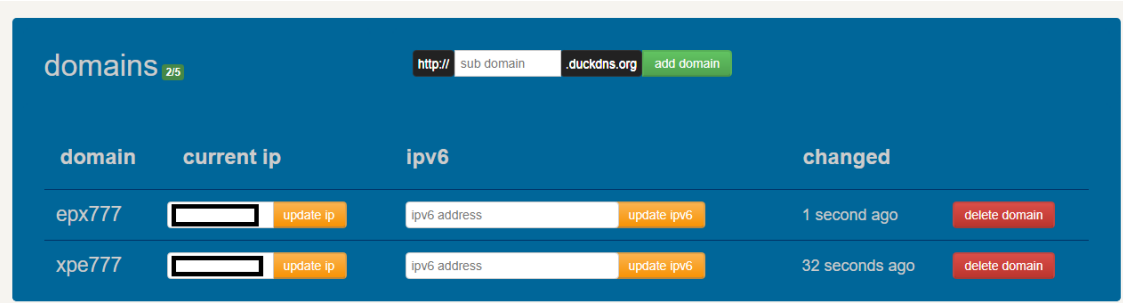 domains 2/5 http:// sub domain .duckdns.org add domain
domain current ip ipv6 changed
epx777 update ip ipv6 address update ipv6 1 second ago delete domain
xpe777 update ip ipv6 address update ipv6 32 seconds ago delete domain